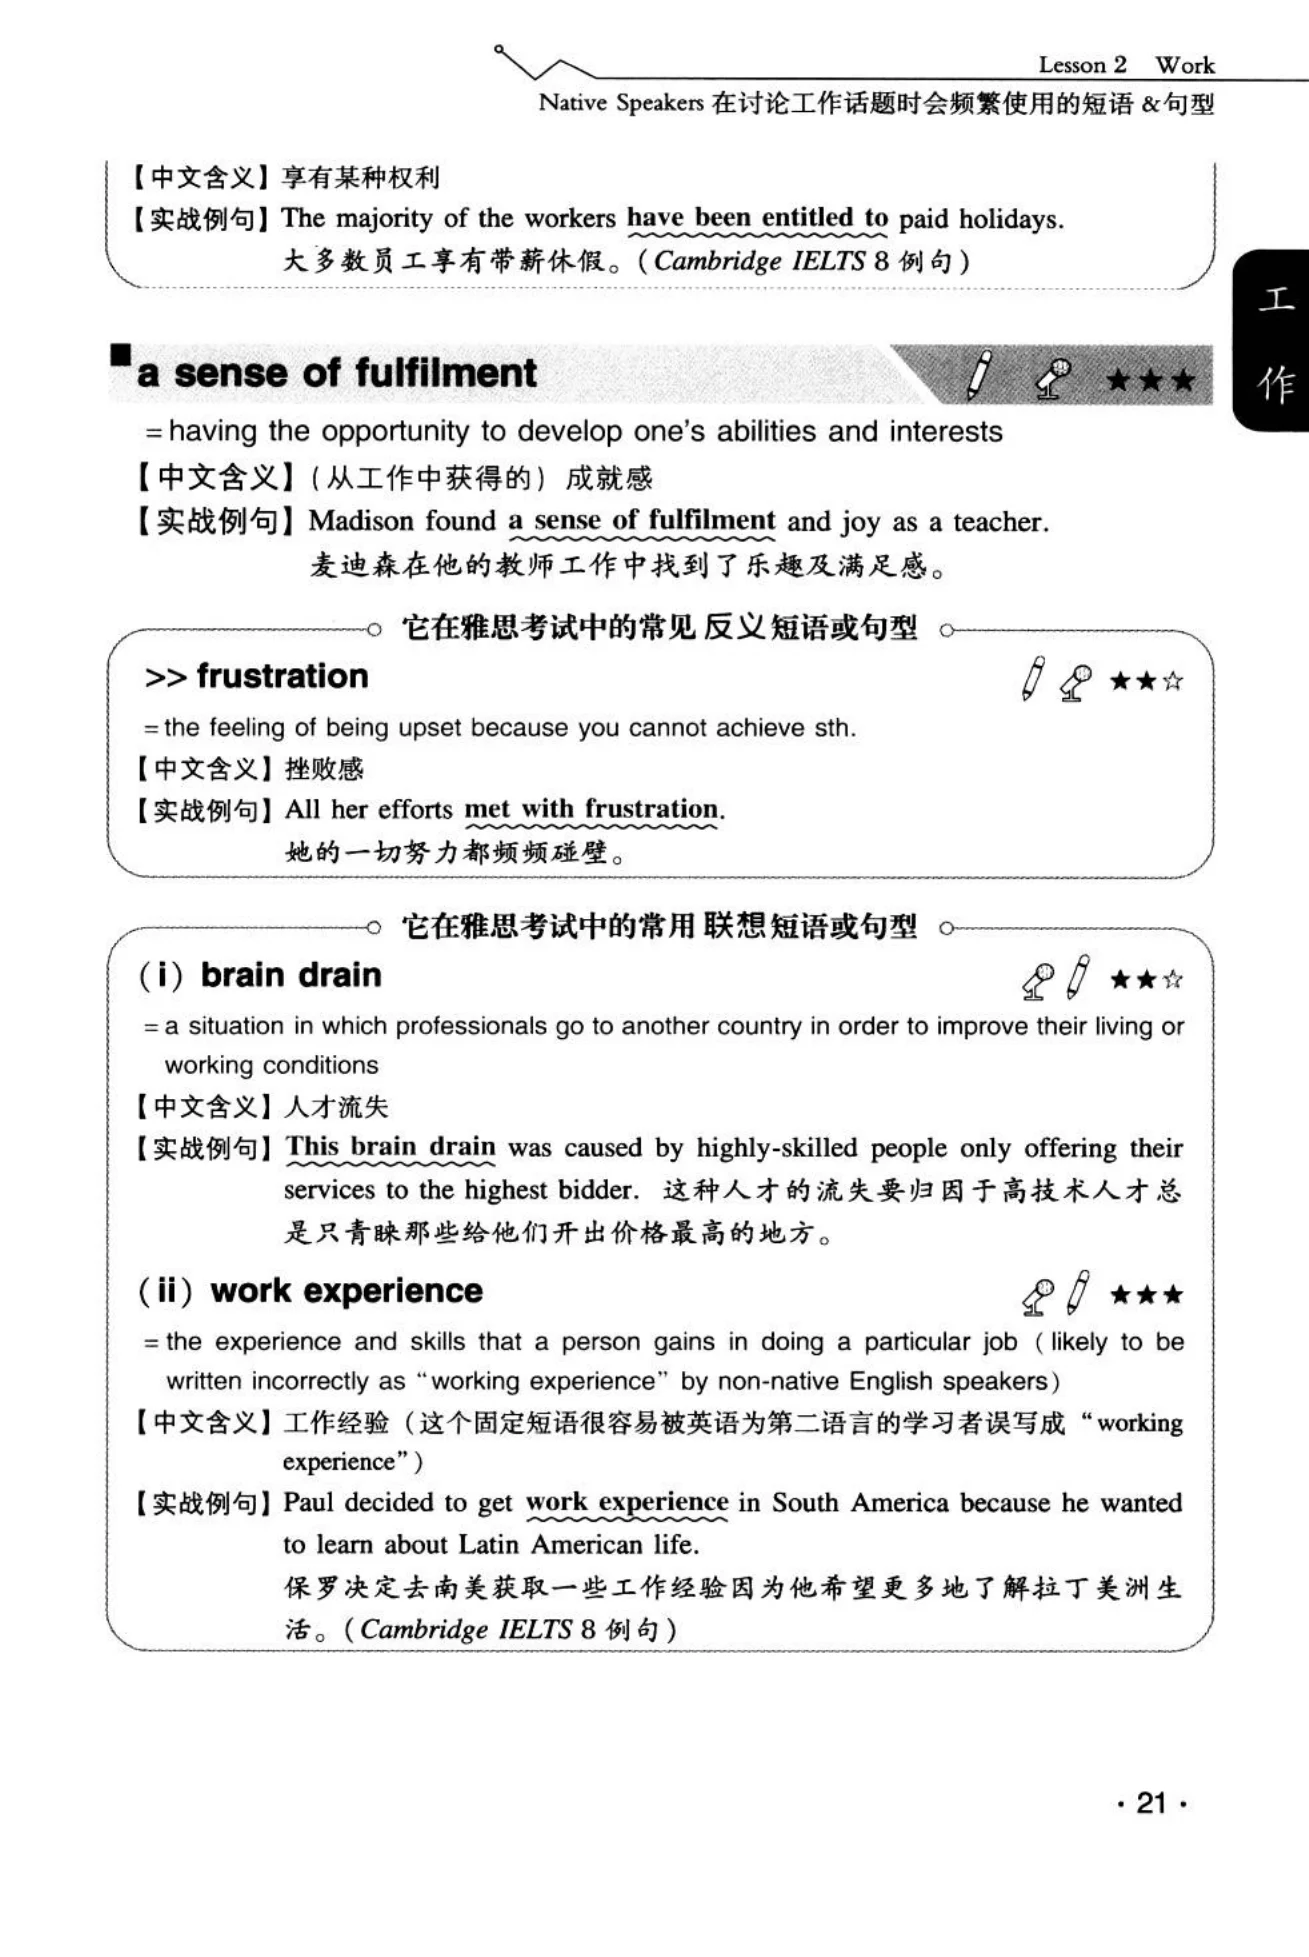 Lesson 2 Work
Native Speakers 在讨论工作话题时会频繁使用的短语 &句型
【中文含义】享有某种权利
【实战例句】The majority of the workers have been entitled to paid holidays.
大多数员工享有带薪休假。(Cambridge IELTS 8 例句)
工
作
a sense of fulfilment ★★★
=having the opportunity to develop one's abilities and interests
【中文含义】(从工作中获得的) 成就感
【实战例句】Madison found a sense of fulfilment and joy as a teacher.
麦迪森在他的教师工作中找到了乐趣及满足感。
它在雅思考试中的常见反义短语或句型
>> frustration ★★☆
=the feeling of being upset because you cannot achieve sth.
【中文含义】挫败感
【实战例句】All her efforts met with frustration.
她的一切努力都频频碰壁。
它在雅思考试中的常用联想短语或句型
(i) brain drain ★★☆
=a situation in which professionals go to another country in order to improve their living or
working conditions
【中文含义】人才流失
【实战例句】This brain drain was caused by highly-skilled people only offering their
services to the highest bidder. 这种人才的流失要归因于高技术人才总
是只青睐那些给他们开出价格最高的地方。
(ii) work experience ★★★
=the experience and skills that a person gains in doing a particular job (likely to be
written incorrectly as “working experience” by non-native English speakers)
【中文含义】工作经验 (这个固定短语很容易被英语为第二语言的学习者误写成 “working
experience”)
【实战例句】Paul decided to get work experience in South America because he wanted
to learn about Latin American life.
保罗决定去南美获取一些工作经验因为他希望更多地了解拉丁美洲生
活。(Cambridge IELTS 8 例句)
· 21 ·